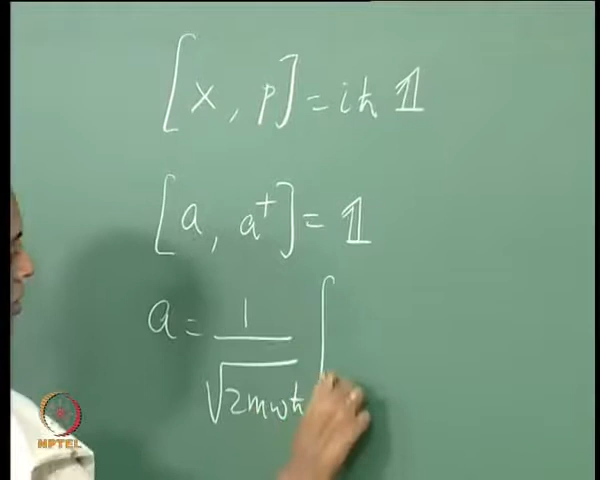 [x, p] = iħ 𝟙
[a, a†] = 𝟙
a = 1/√2mωħ [
NPTEL